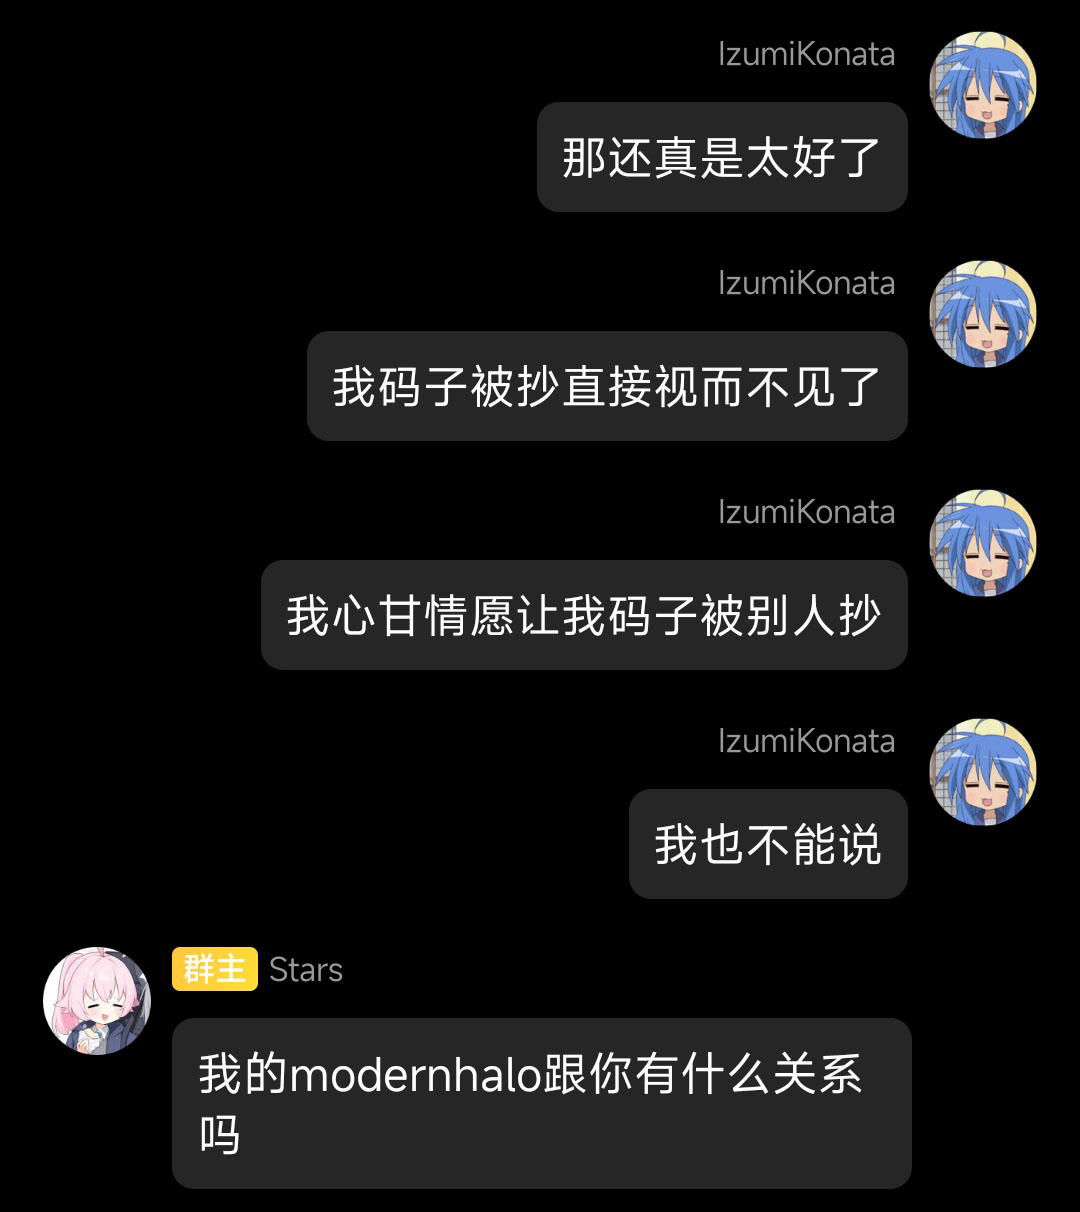 IzumiKonata
那还真是太好了
IzumiKonata
我码子被抄直接视而不见了
IzumiKonata
我心甘情愿让我码子被别人抄
IzumiKonata
我也不能说
群主 Stars
我的modernhalo跟你有什么关系
吗